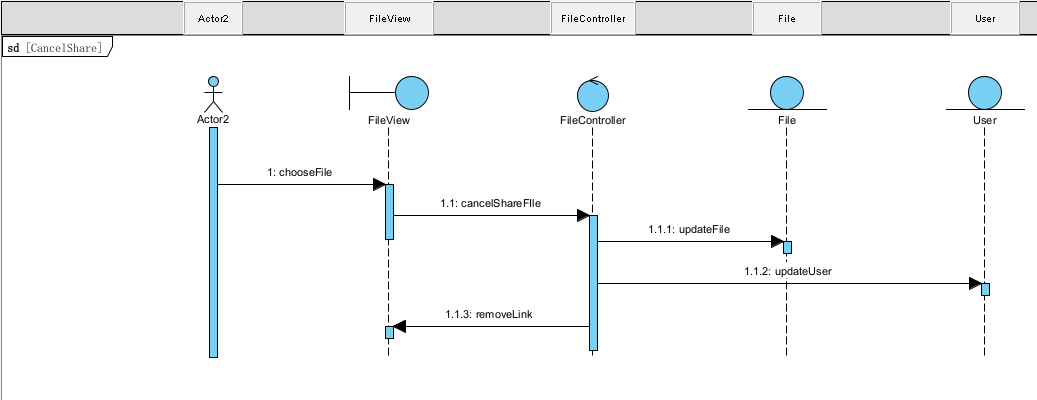 Actor2 FileView FileController File User
sd [CancelShare]
Actor2 FileView FileController File User
1: chooseFile
1.1: cancelShareFIle
1.1.1: updateFile
1.1.2: updateUser
1.1.3: removeLink